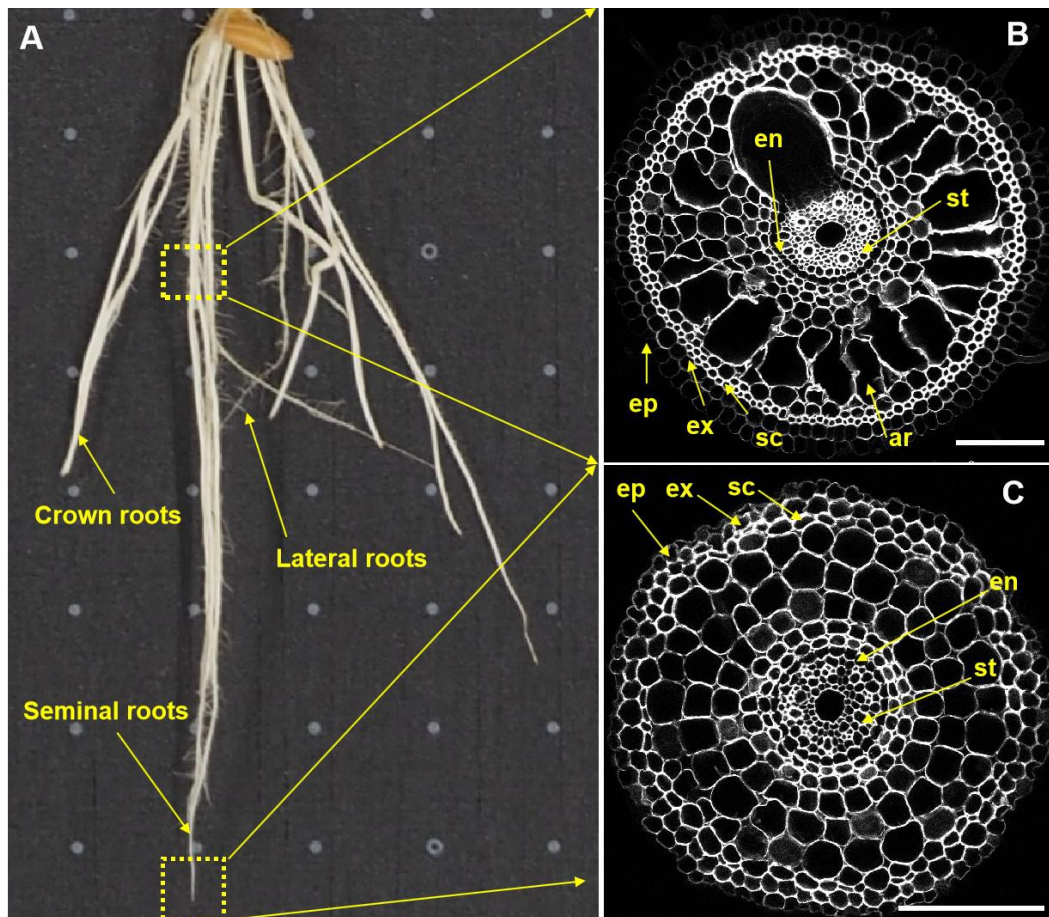 A
Crown roots
Lateral roots
Seminal roots
B
en
st
ep
ex
sc
ar
C
ep
ex
sc
en
st